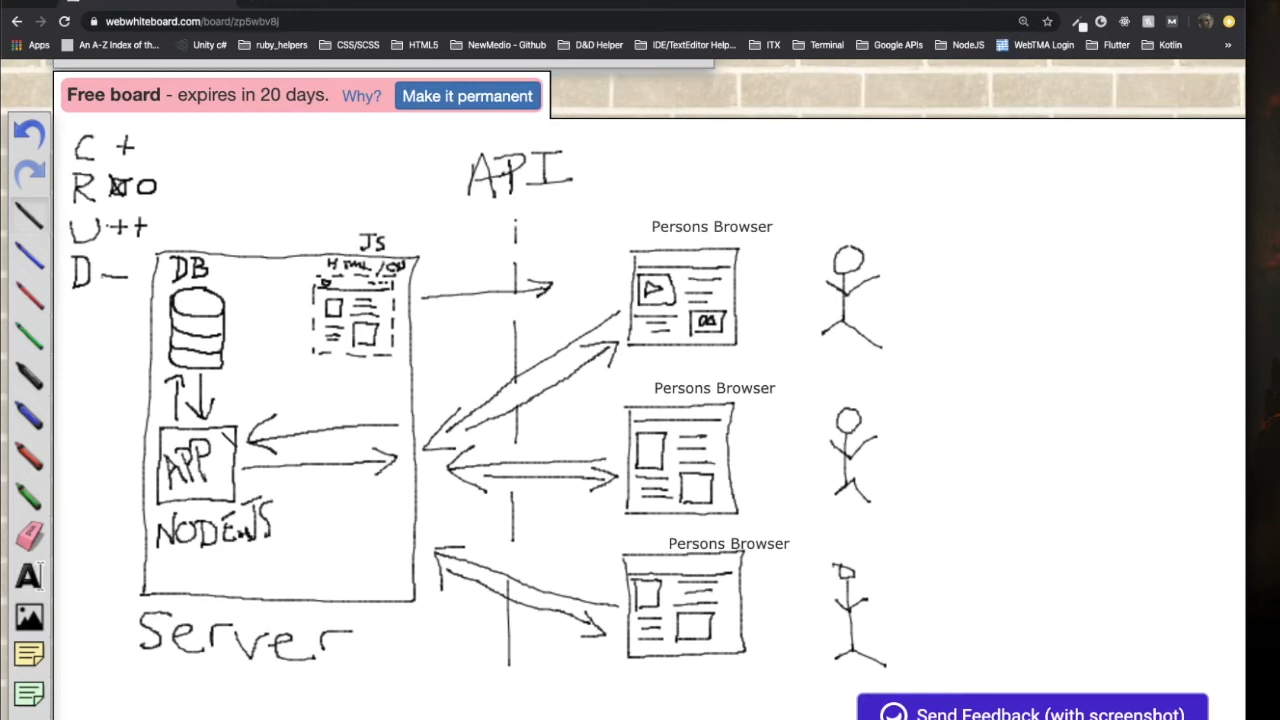 webwhiteboard.com/board/zp5wbv8j
Apps An A-Z Index of th... Unity c# ruby_helpers CSS/SCSS HTML5 NewMedio - Github D&D Helper IDE/TextEditor Help... ITX Terminal Google APIs NodeJS WebTMA Login Flutter Kotlin »
Free board - expires in 20 days. Why? Make it permanent
C +
R O
U ++
D -
API
Persons Browser
JS
DB
HTML/CSS
Persons Browser
APP
NODEJS
Persons Browser
Server
A
Send Feedback (with screenshot)